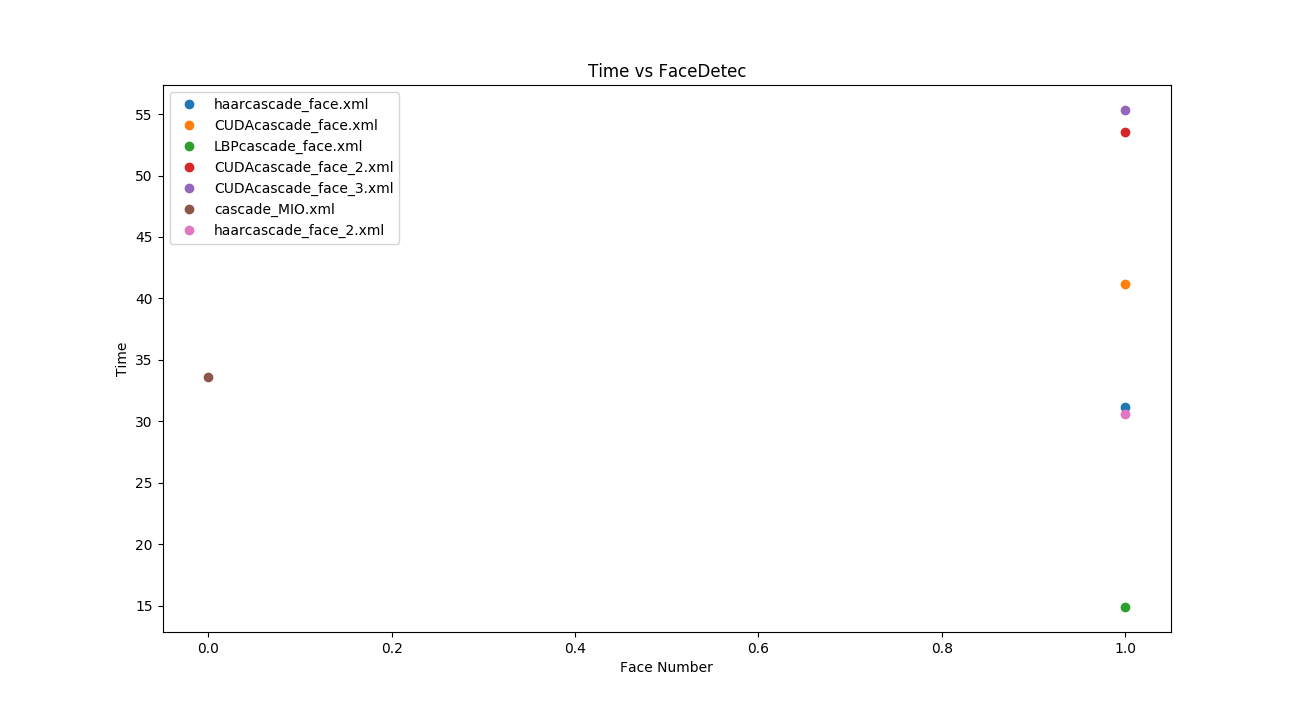 Time vs FaceDetec
haarcascade_face.xml
CUDAcascade_face.xml
LBPcascade_face.xml
CUDAcascade_face_2.xml
CUDAcascade_face_3.xml
cascade_MIO.xml
haarcascade_face_2.xml
55
50
45
40
35
30
25
20
15
Time
0.0 0.2 0.4 0.6 0.8 1.0
Face Number